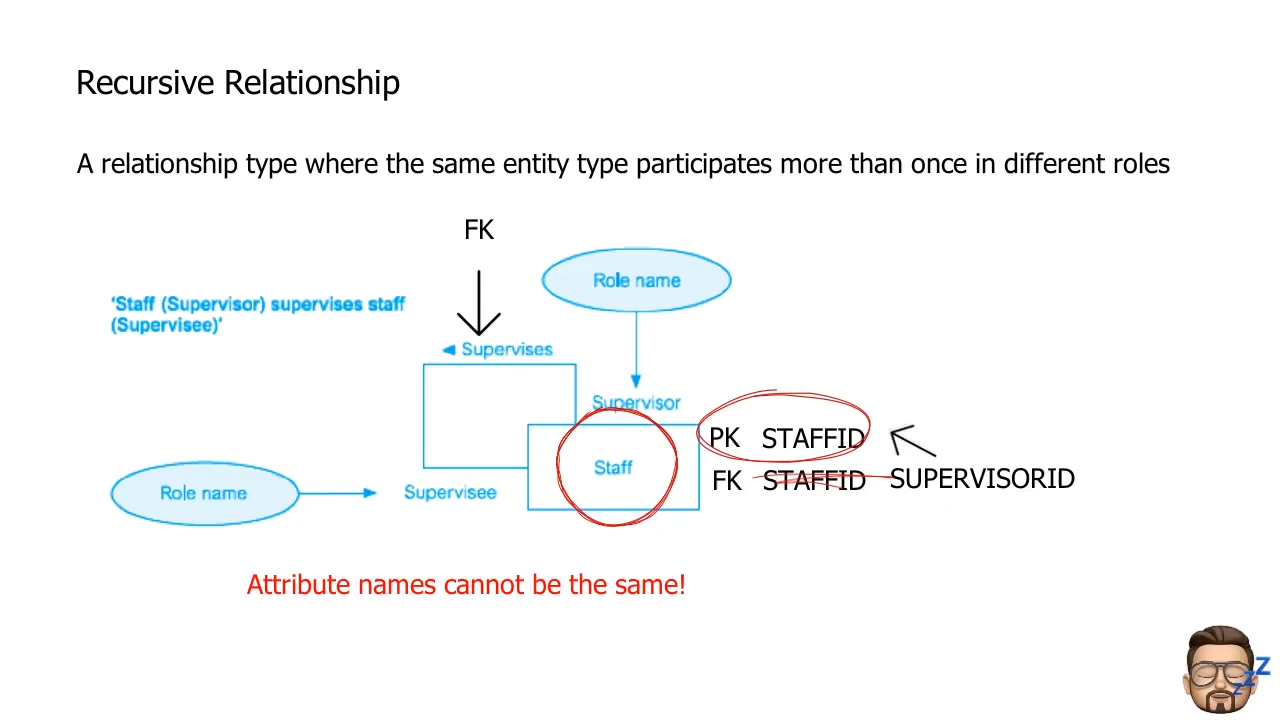 Recursive Relationship
A relationship type where the same entity type participates more than once in different roles
FK
Role name
'Staff (Supervisor) supervises staff
(Supervisee)'
◄ Supervises
Supervisor
PK STAFFID
Staff
FK STAFFID SUPERVISORID
Role name
Supervisee
Attribute names cannot be the same!
z z Z